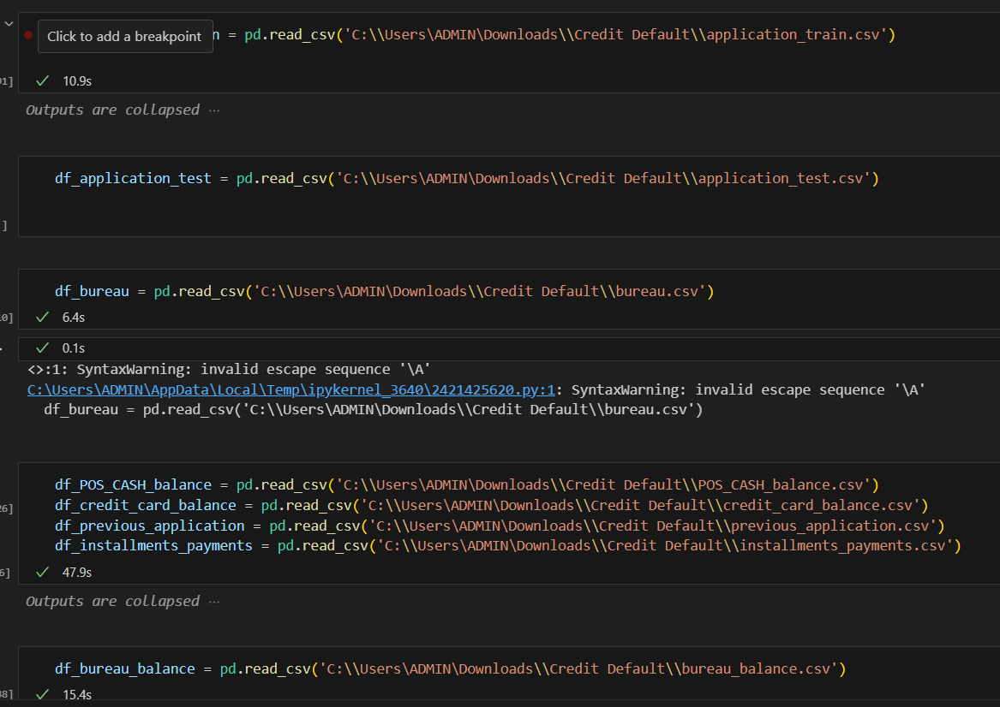 Click to add a breakpoint n = pd.read_csv('C:\\Users\ADMIN\Downloads\\Credit Default\\application_train.csv')
91]
10.9s
Outputs are collapsed ...
df_application_test = pd.read_csv('C:\\Users\ADMIN\Downloads\\Credit Default\\application_test.csv')
]
df_bureau = pd.read_csv('C:\\Users\ADMIN\Downloads\\Credit Default\\bureau.csv')
0]
6.4s
0.1s
<>:1: SyntaxWarning: invalid escape sequence '\A'
C:\Users\ADMIN\AppData\Local\Temp\ipykernel_3640\2421425620.py:1: SyntaxWarning: invalid escape sequence '\A'
df_bureau = pd.read_csv('C:\\Users\ADMIN\Downloads\\Credit Default\\bureau.csv')
df_POS_CASH_balance = pd.read_csv('C:\\Users\ADMIN\Downloads\\Credit Default\\POS_CASH_balance.csv')
26]
df_credit_card_balance = pd.read_csv('C:\\Users\ADMIN\Downloads\\Credit Default\\credit_card_balance.csv')
df_previous_application = pd.read_csv('C:\\Users\ADMIN\Downloads\\Credit Default\\previous_application.csv')
df_installments_payments = pd.read_csv('C:\\Users\ADMIN\Downloads\\Credit Default\\installments_payments.csv')
6]
47.9s
Outputs are collapsed ...
df_bureau_balance = pd.read_csv('C:\\Users\ADMIN\Downloads\\Credit Default\\bureau_balance.csv')
38]
15.4s